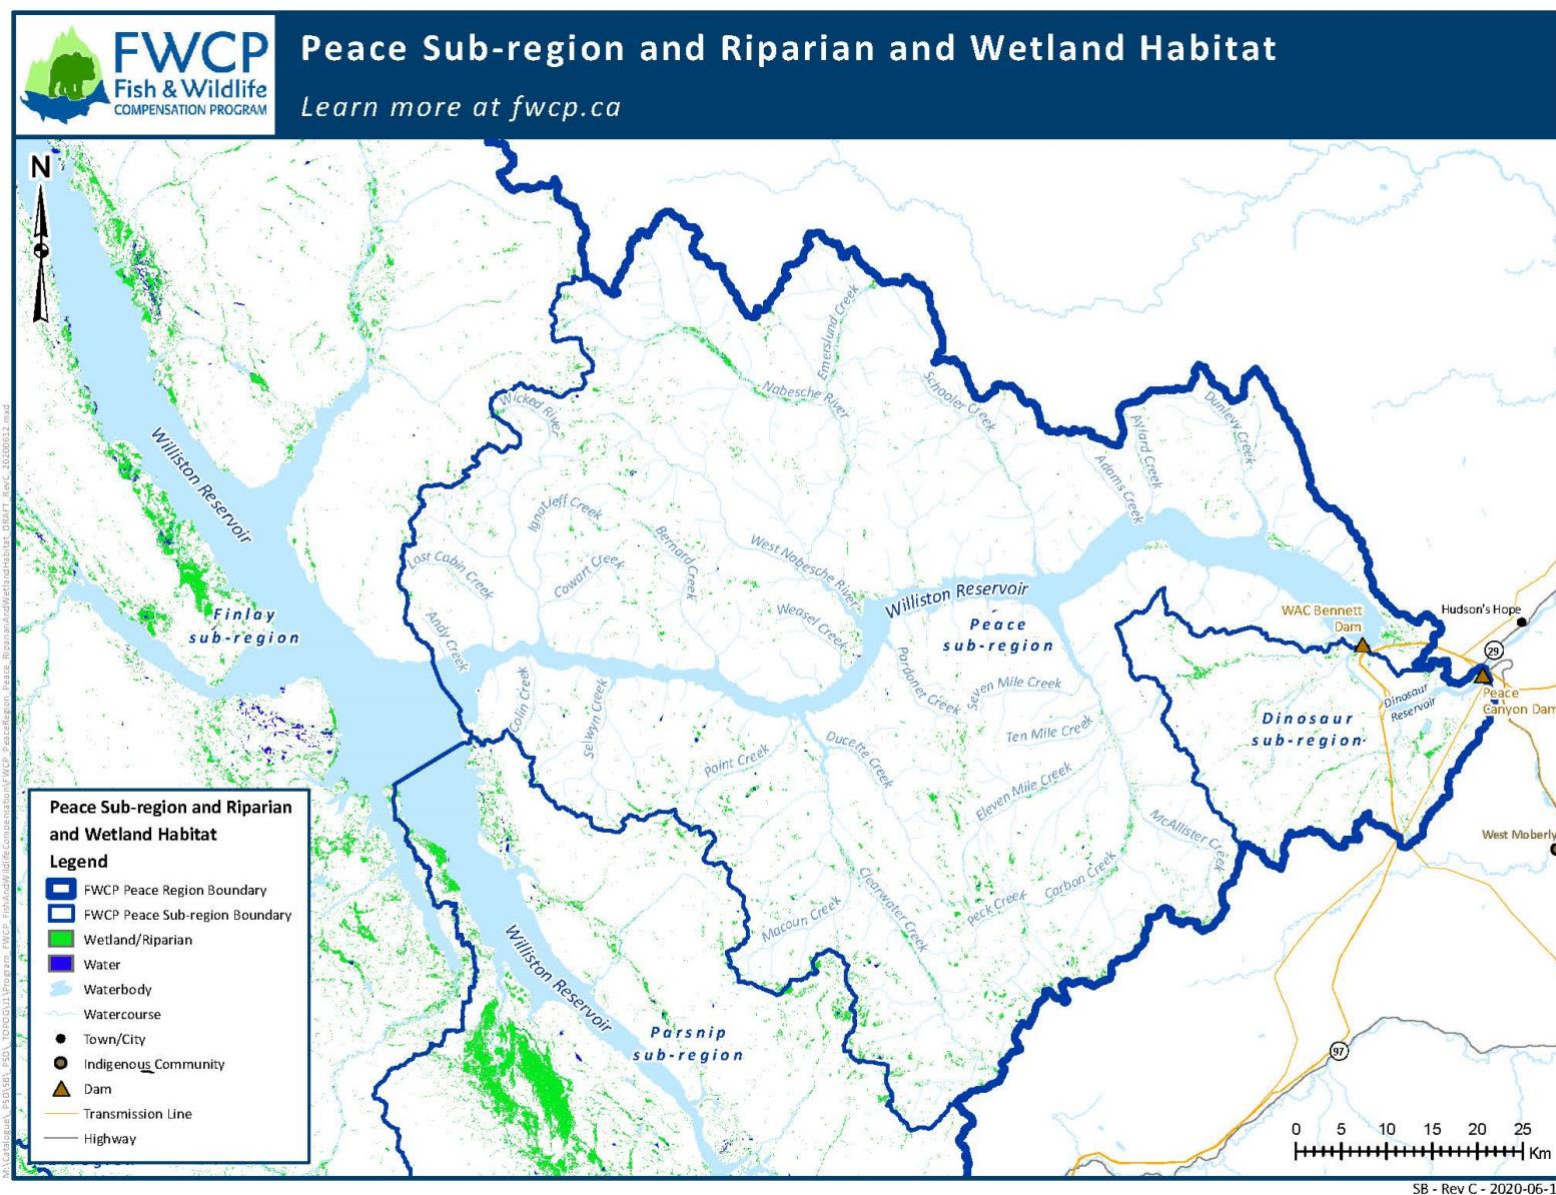 FWCP
Fish & Wildlife
COMPENSATION PROGRAM
Peace Sub-region and Riparian and Wetland Habitat
Learn more at fwcp.ca
N
Williston Reservoir
Finlay
sub-region
Wicked River
Emerslund Creek
Nabesche River
Schooler Creek
Dunlevy Creek
Aylard Creek
Adams Creek
Ignatieff Creek
Lost Cabin Creek
Cowart Creek
Bernard Creek
West Nabesche River
Weasel Creek
Williston Reservoir
Peace
sub-region
Andy Creek
Colin Creek
Selwyn Creek
Point Creek
Ducette Creek
Pardonet Creek
Seven Mile Creek
Ten Mile Creek
Eleven Mile Creek
McAllister Creek
Carbon Creek
Peck Creek
Clearwater Creek
Macoun Creek
WAC Bennett
Dam
Hudson's Hope
29
Peace
Canyon Dam
Dinosaur
Reservoir
Dinosaur
sub-region
West Moberly
97
Williston Reservoir
Parsnip
sub-region
Peace Sub-region and Riparian
and Wetland Habitat
Legend
FWCP Peace Region Boundary
FWCP Peace Sub-region Boundary
Wetland/Riparian
Water
Waterbody
Watercourse
Town/City
Indigenous Community
Dam
Transmission Line
Highway
0 5 10 15 20 25
Km
SB - Rev C - 2020-06-1